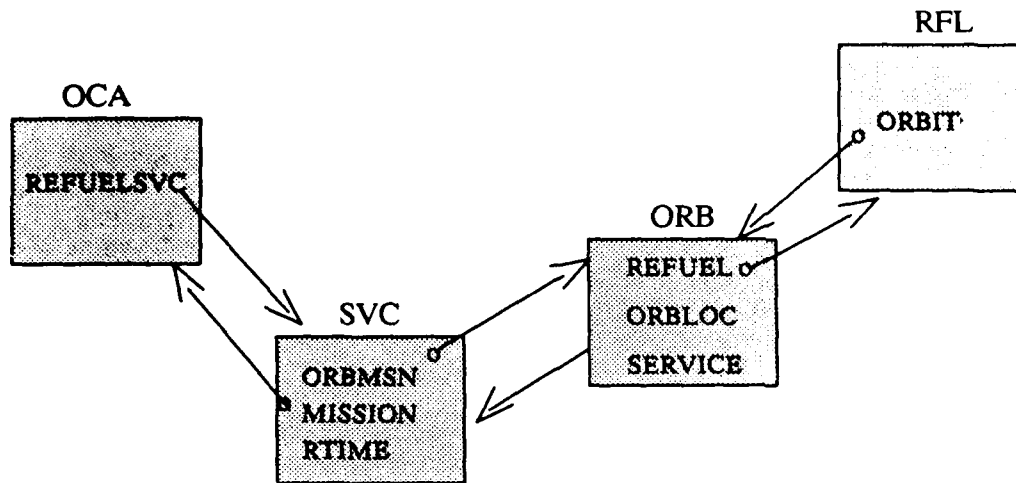 RFL
ORBIT
OCA
REFUELSVC
ORB
REFUEL
ORBLOC
SERVICE
SVC
ORBMSN
MISSION
RTIME